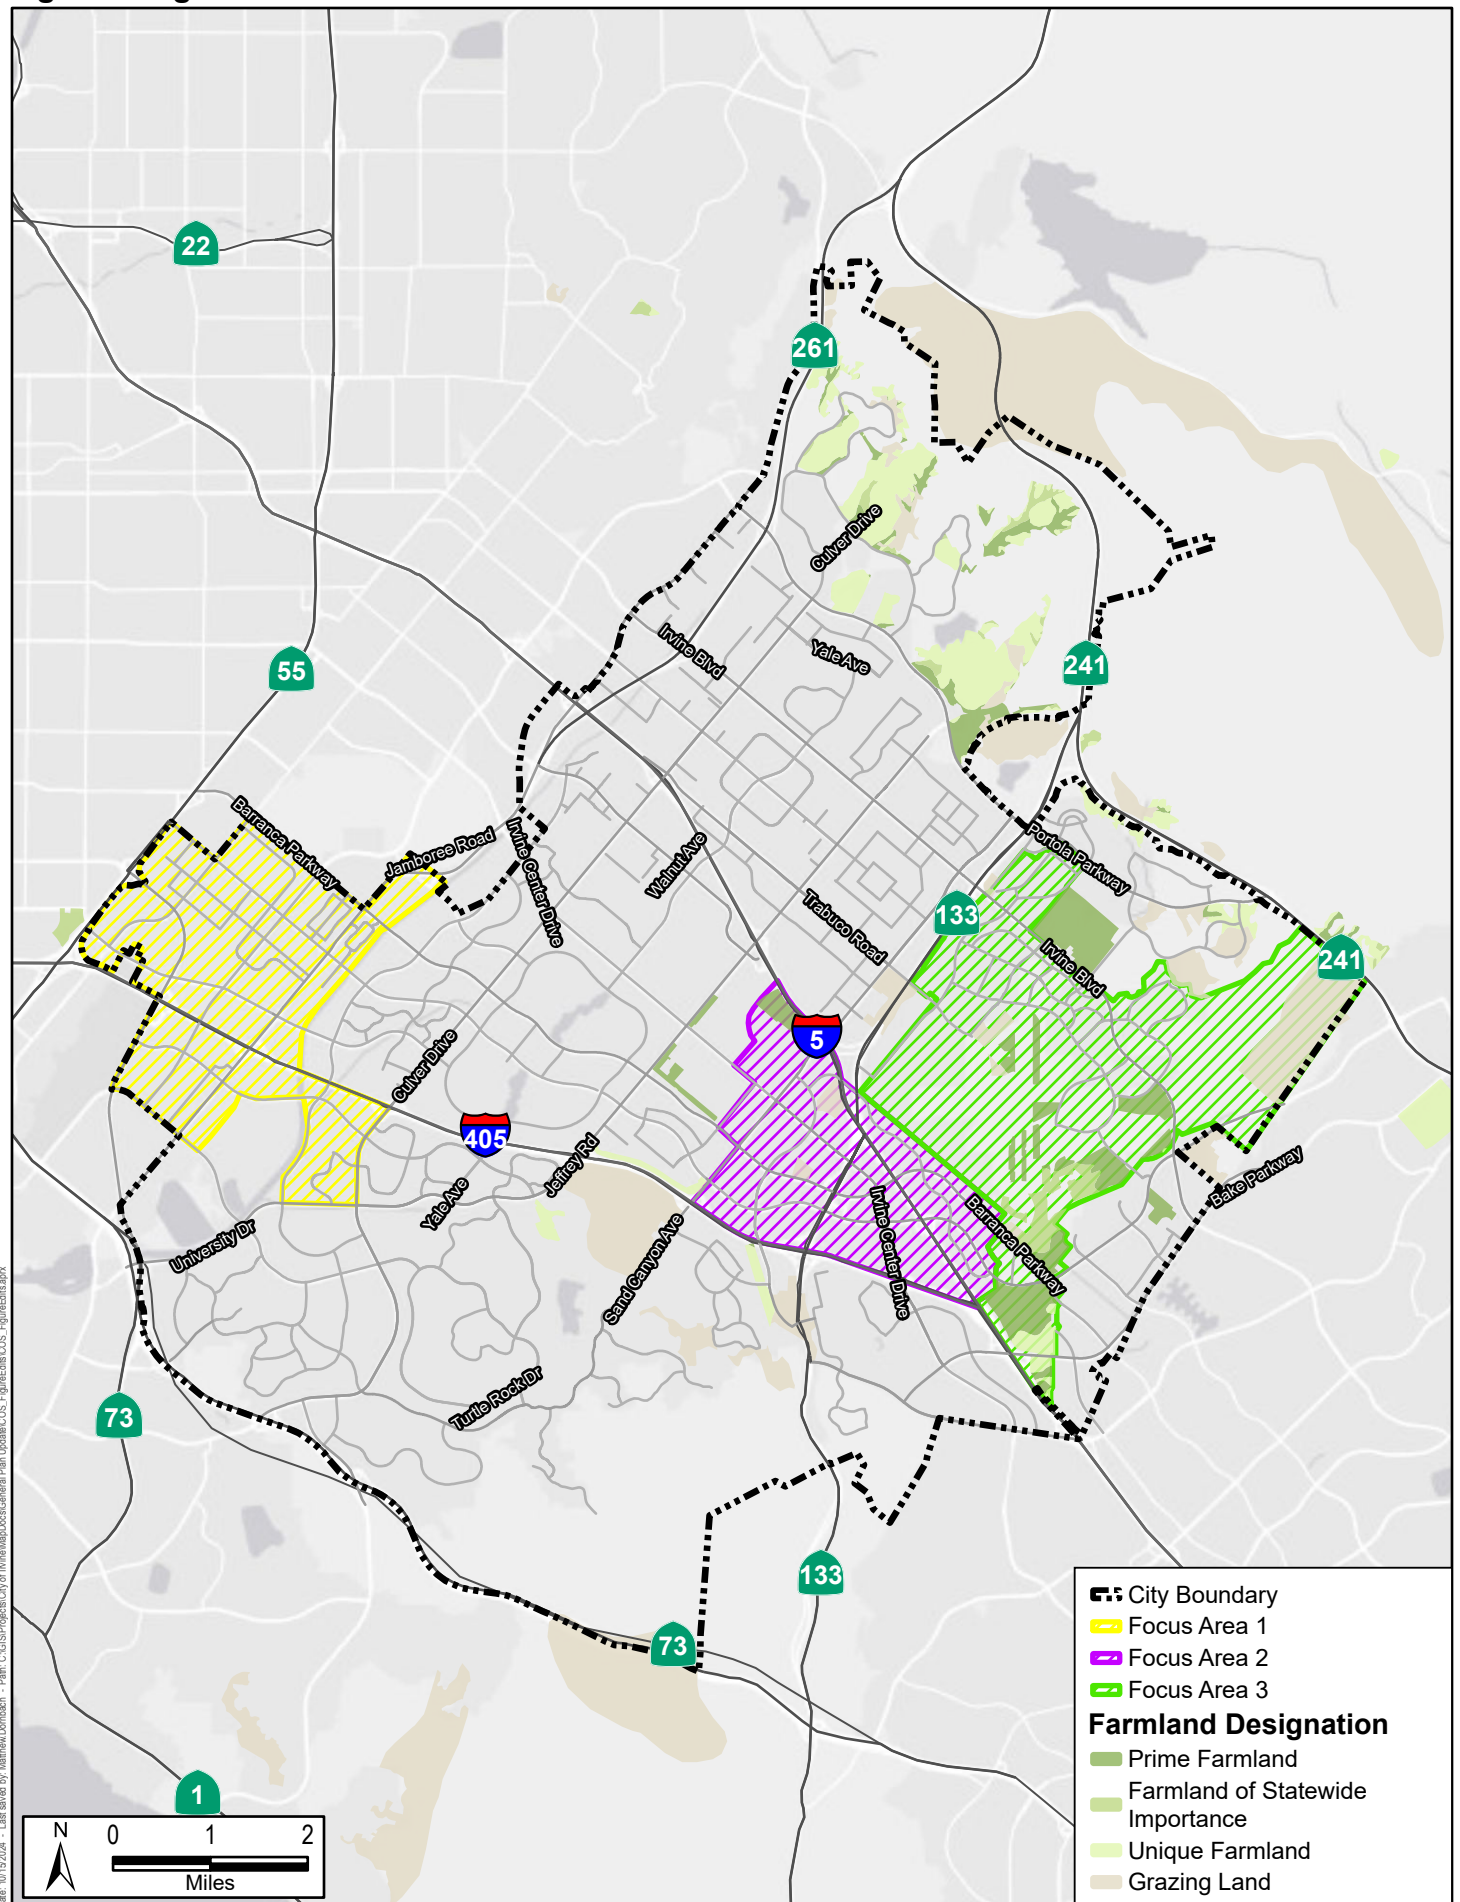 22
261
Culver Drive
Irvine Blvd
Yale Ave
55
241
Barranca Parkway
Jamboree Road
Irvine Center Drive
Walnut Ave
Portola Parkway
Trabuco Road
133
Irvine Blvd
241
5
Culver Drive
405
Jeffrey Rd
Yale Ave
Bake Parkway
University Dr
Sand Canyon Ave
Irvine Center Drive
Barranca Parkway
Turtle Rock Dr
73
133
73
1
N
0 1 2
Miles
City Boundary
Focus Area 1
Focus Area 2
Focus Area 3
Farmland Designation
Prime Farmland
Farmland of Statewide
Importance
Unique Farmland
Grazing Land